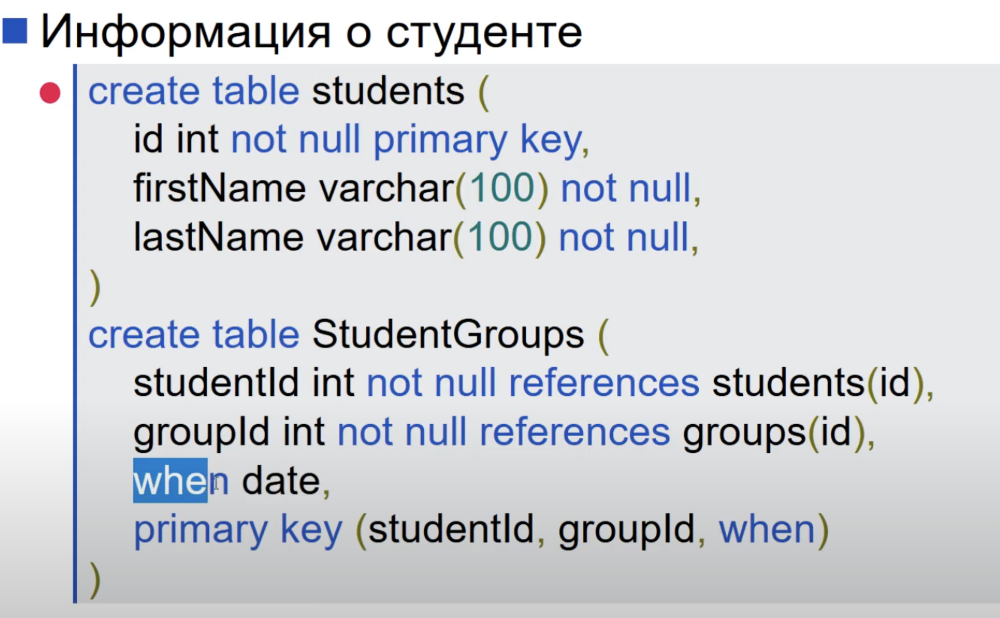 Информация о студенте
create table students (
id int not null primary key,
firstName varchar(100) not null,
lastName varchar(100) not null,
)
create table StudentGroups (
studentId int not null references students(id),
groupId int not null references groups(id),
when date,
primary key (studentId, groupId, when)
)